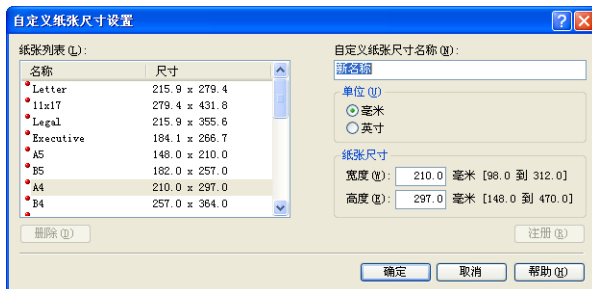 自定义纸张尺寸设置
纸张列表(L):
名称 尺寸
Letter 215.9 x 279.4
11x17 279.4 x 431.8
Legal 215.9 x 355.6
Executive 184.1 x 266.7
A5 148.0 x 210.0
B5 182.0 x 257.0
A4 210.0 x 297.0
B4 257.0 x 364.0
删除(D)
自定义纸张尺寸名称(N):
新名称
单位(U)
毫米
英寸
纸张尺寸
宽度(W): 210.0 毫米 [98.0 到 312.0]
高度(E): 297.0 毫米 [148.0 到 470.0]
注册(R)
确定 取消 帮助(H)